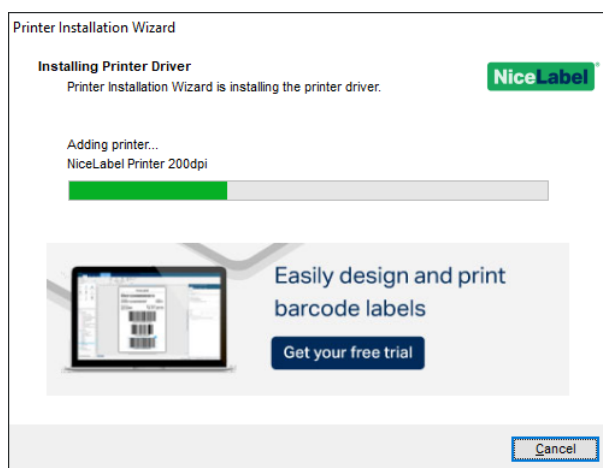 Printer Installation Wizard
Installing Printer Driver
Printer Installation Wizard is installing the printer driver.
NiceLabel
Adding printer...
NiceLabel Printer 200dpi
Easily design and print
barcode labels
Get your free trial
Cancel